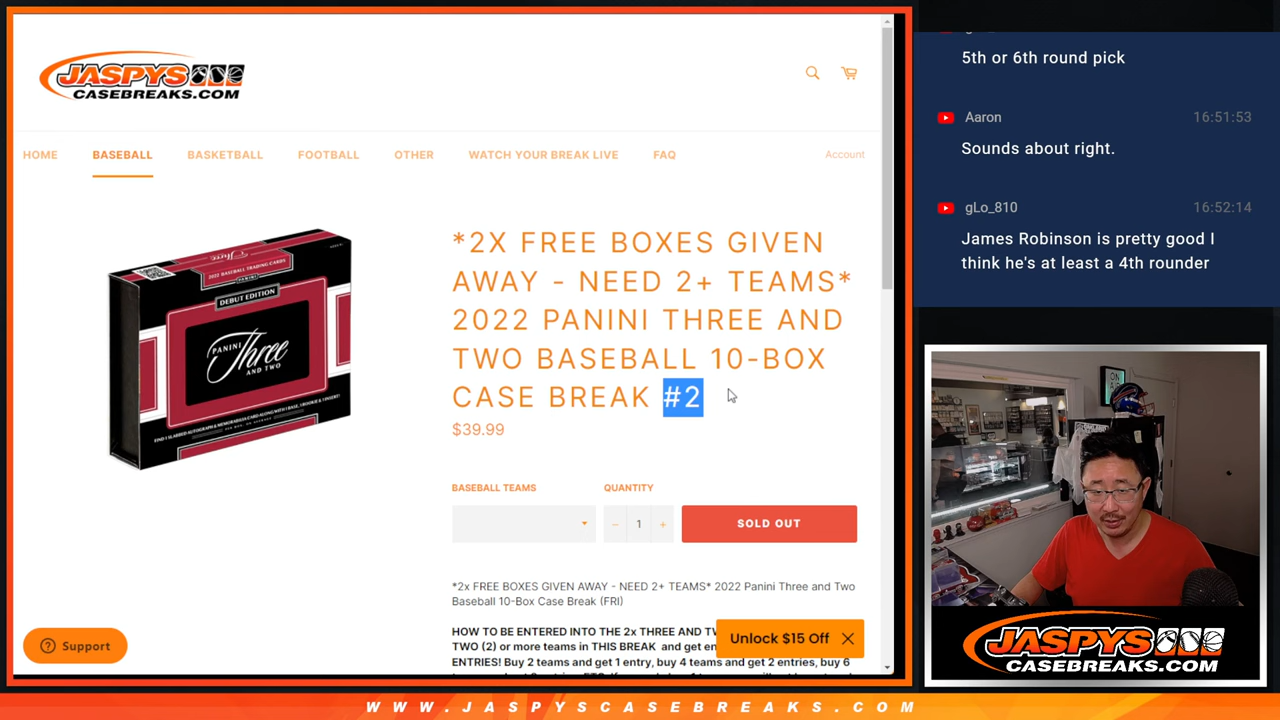 JASPYS
CASEBREAKS.COM
HOME
BASEBALL
BASKETBALL
FOOTBALL
OTHER
WATCH YOUR BREAK LIVE
FAQ
Account
2022 BASEBALL TRADING CARDS
DEBUT EDITION
PANINI
Three
AND TWO
*2X FREE BOXES GIVEN
AWAY - NEED 2+ TEAMS*
2022 PANINI THREE AND
TWO BASEBALL 10-BOX
CASE BREAK #2
$39.99
BASEBALL TEAMS
QUANTITY
1
SOLD OUT
*2x FREE BOXES GIVEN AWAY - NEED 2+ TEAMS* 2022 Panini Three and Two
Baseball 10-Box Case Break (FRI)
HOW TO BE ENTERED INTO THE 2x THREE AND TW
TWO (2) or more teams in THIS BREAK and get en
ENTRIES! Buy 2 teams and get 1 entry, buy 4 teams and get 2 entries, buy 6
Support
Unlock $15 Off
5th or 6th round pick
Aaron
16:51:53
Sounds about right.
gLo_810
16:52:14
James Robinson is pretty good I
think he's at least a 4th rounder
JASPYS
CASEBREAKS.COM
WWW.JASPYSCASEBREAKS.COM